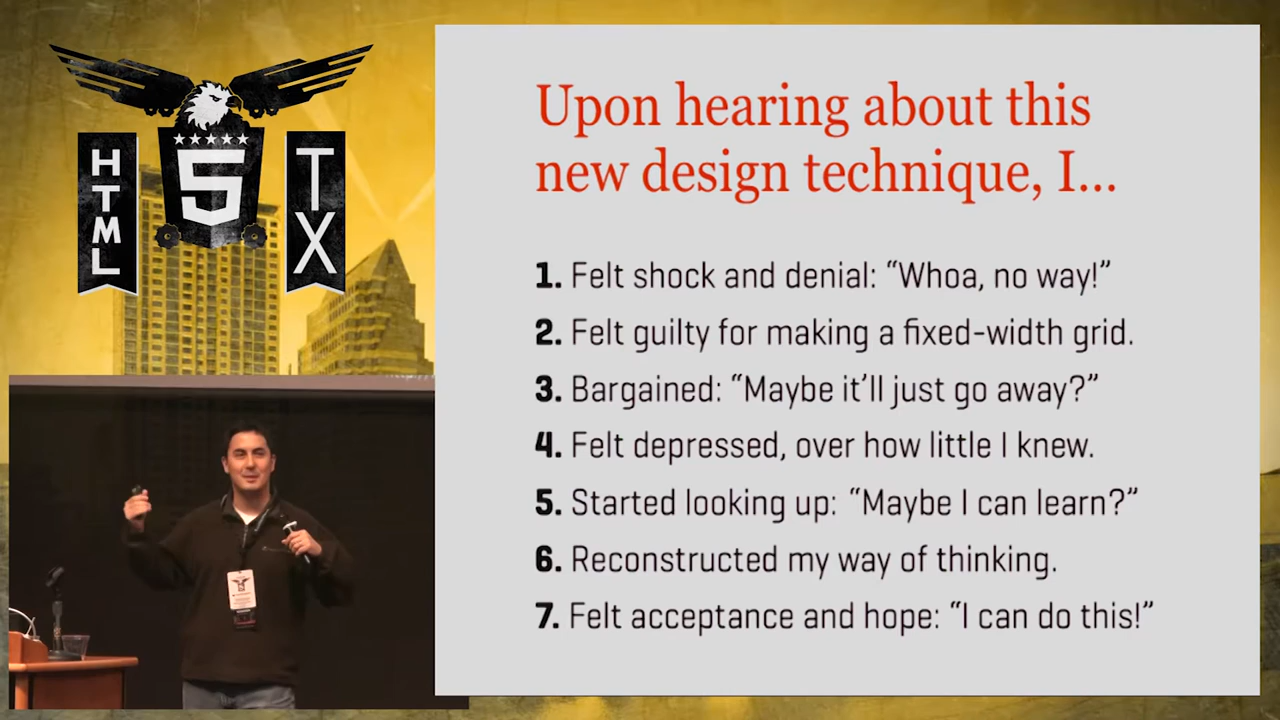 HTML
5
TX
Upon hearing about this
new design technique, I...
1. Felt shock and denial: “Whoa, no way!”
2. Felt guilty for making a fixed-width grid.
3. Bargained: “Maybe it’ll just go away?”
4. Felt depressed, over how little I knew.
5. Started looking up: “Maybe I can learn?”
6. Reconstructed my way of thinking.
7. Felt acceptance and hope: “I can do this!”